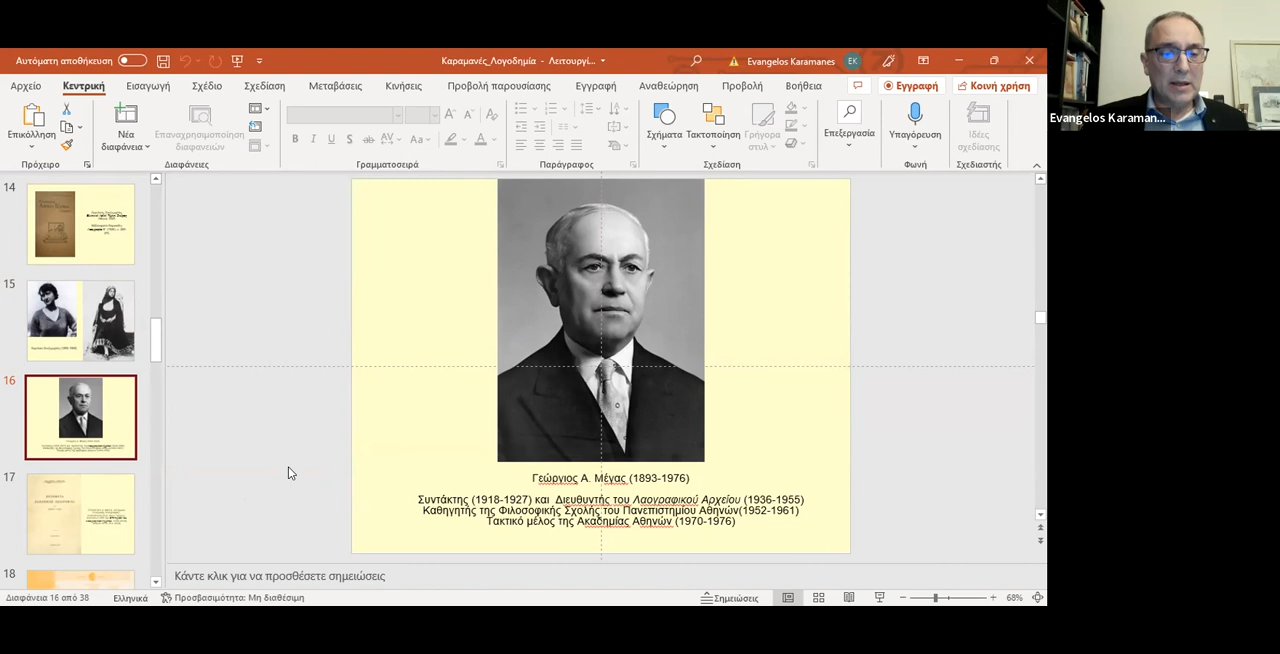 Αυτόματη αποθήκευση
Καραμανές_Λογοδημία - Λειτουργί...
Evangelos Karamanes
EK
Αρχείο
Κεντρική
Εισαγωγή
Σχέδιο
Σχεδίαση
Μεταβάσεις
Κινήσεις
Προβολή παρουσίασης
Εγγραφή
Αναθεώρηση
Προβολή
Βοήθεια
Εγγραφή
Κοινή χρήση
Επικόλληση
Νέα
διαφάνεια
Επαναχρησιμοποίηση
διαφανειών
Σχήματα
Τακτοποίηση
Γρήγορα
στυλ
Επεξεργασία
Υπαγόρευση
Ιδέες
σχεδίασης
Πρόχειρο
Διαφάνειες
Γραμματοσειρά
Παράγραφος
Σχεδίαση
Φωνή
Σχεδιαστής
14
15
16
17
18
Γεώργιος Α. Μέγας (1893-1976)
Συντάκτης (1918-1927) και Διευθυντής του Λαογραφικού Αρχείου (1936-1955)
Καθηγητής της Φιλοσοφικής Σχολής του Πανεπιστημίου Αθηνών(1952-1961)
Τακτικό μέλος της Ακαδημίας Αθηνών (1970-1976)
Κάντε κλικ για να προσθέσετε σημειώσεις
Διαφάνεια 16 από 38
Ελληνικά
Προσβασιμότητα: Μη διαθέσιμη
Σημειώσεις
68%
Evangelos Karaman...